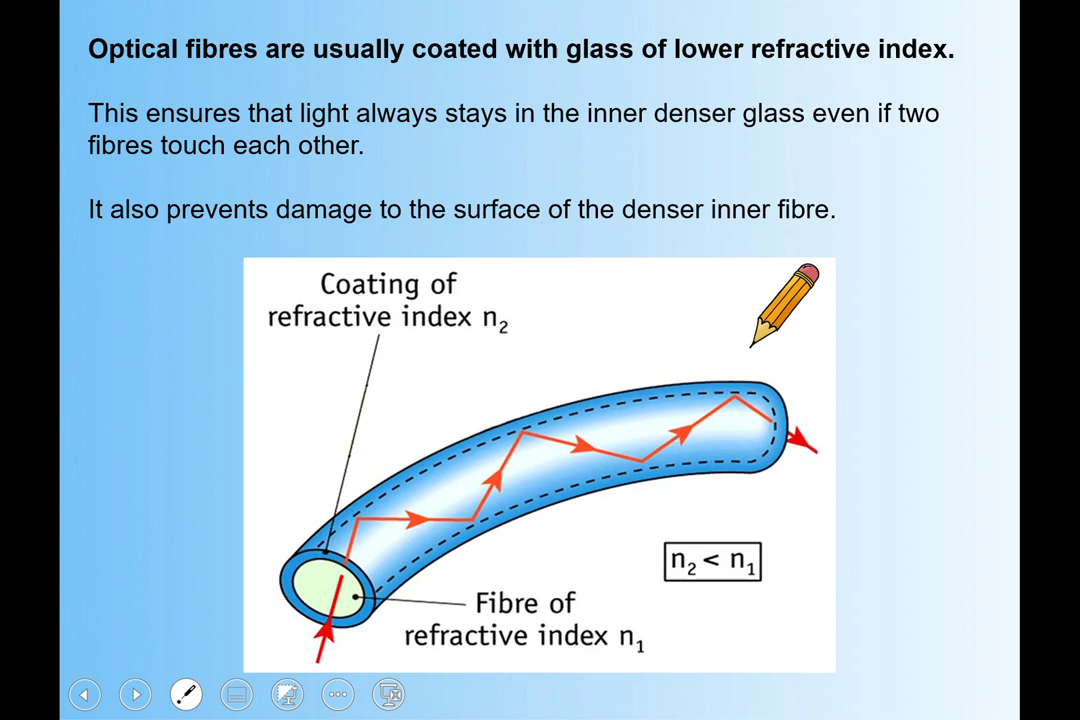 Optical fibres are usually coated with glass of lower refractive index.
This ensures that light always stays in the inner denser glass even if two
fibres touch each other.
It also prevents damage to the surface of the denser inner fibre.
Coating of
refractive index n₂
n₂ < n₁
Fibre of
refractive index n₁